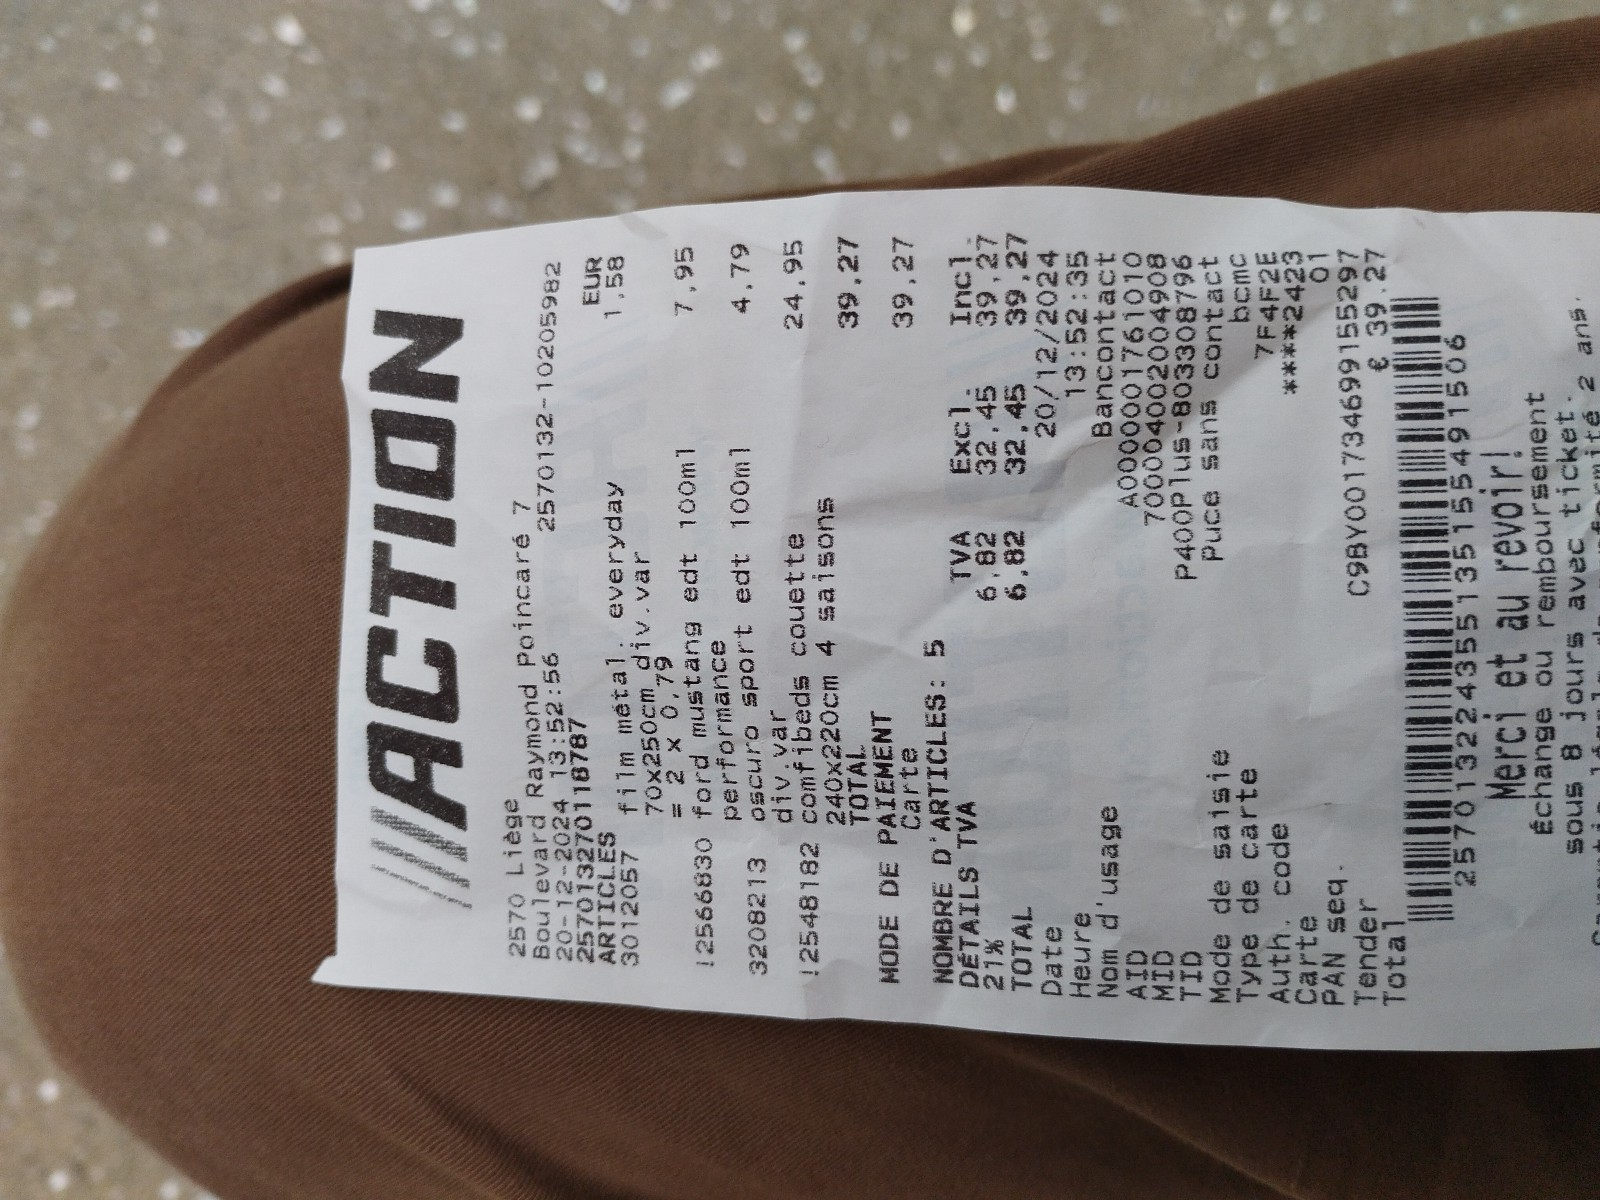 ACTION
2570 Liège
Boulevard Raymond Poincaré 7
20-12-2024 13:52:56 2570132-10205982
257013270118787
ARTICLES EUR
3012057 film métal. everyday 1,58
70x250cm div.var
= 2 x 0,79
!2566830 ford mustang edt 100ml 7,95
performance
3208213 oscuro sport edt 100ml 4,79
div.var
!2548182 comfibeds couette 24,95
240x220cm 4 saisons
TOTAL 39,27
MODE DE PAIEMENT
Carte 39,27
NOMBRE D'ARTICLES: 5
DÉTAILS TVA TVA Excl. Incl.
21% 6,82 32,45 39,27
TOTAL 6,82 32,45 39,27
Date 20/12/2024
Heure 13:52:35
Nom d'usage Bancontact
AID A0000001761010
MID 700004002004908
TID P400Plus-803308796
Mode de saisie Puce sans contact
Type de carte bcmc
Auth. code 7F4F2E
Carte ****2423
PAN seq. 01
Tender C9BY001734699155297
Total € 39.27
257013224355135155491506
Merci et au revoir!
Échange ou remboursement
sous 8 jours avec ticket.
2 ans.